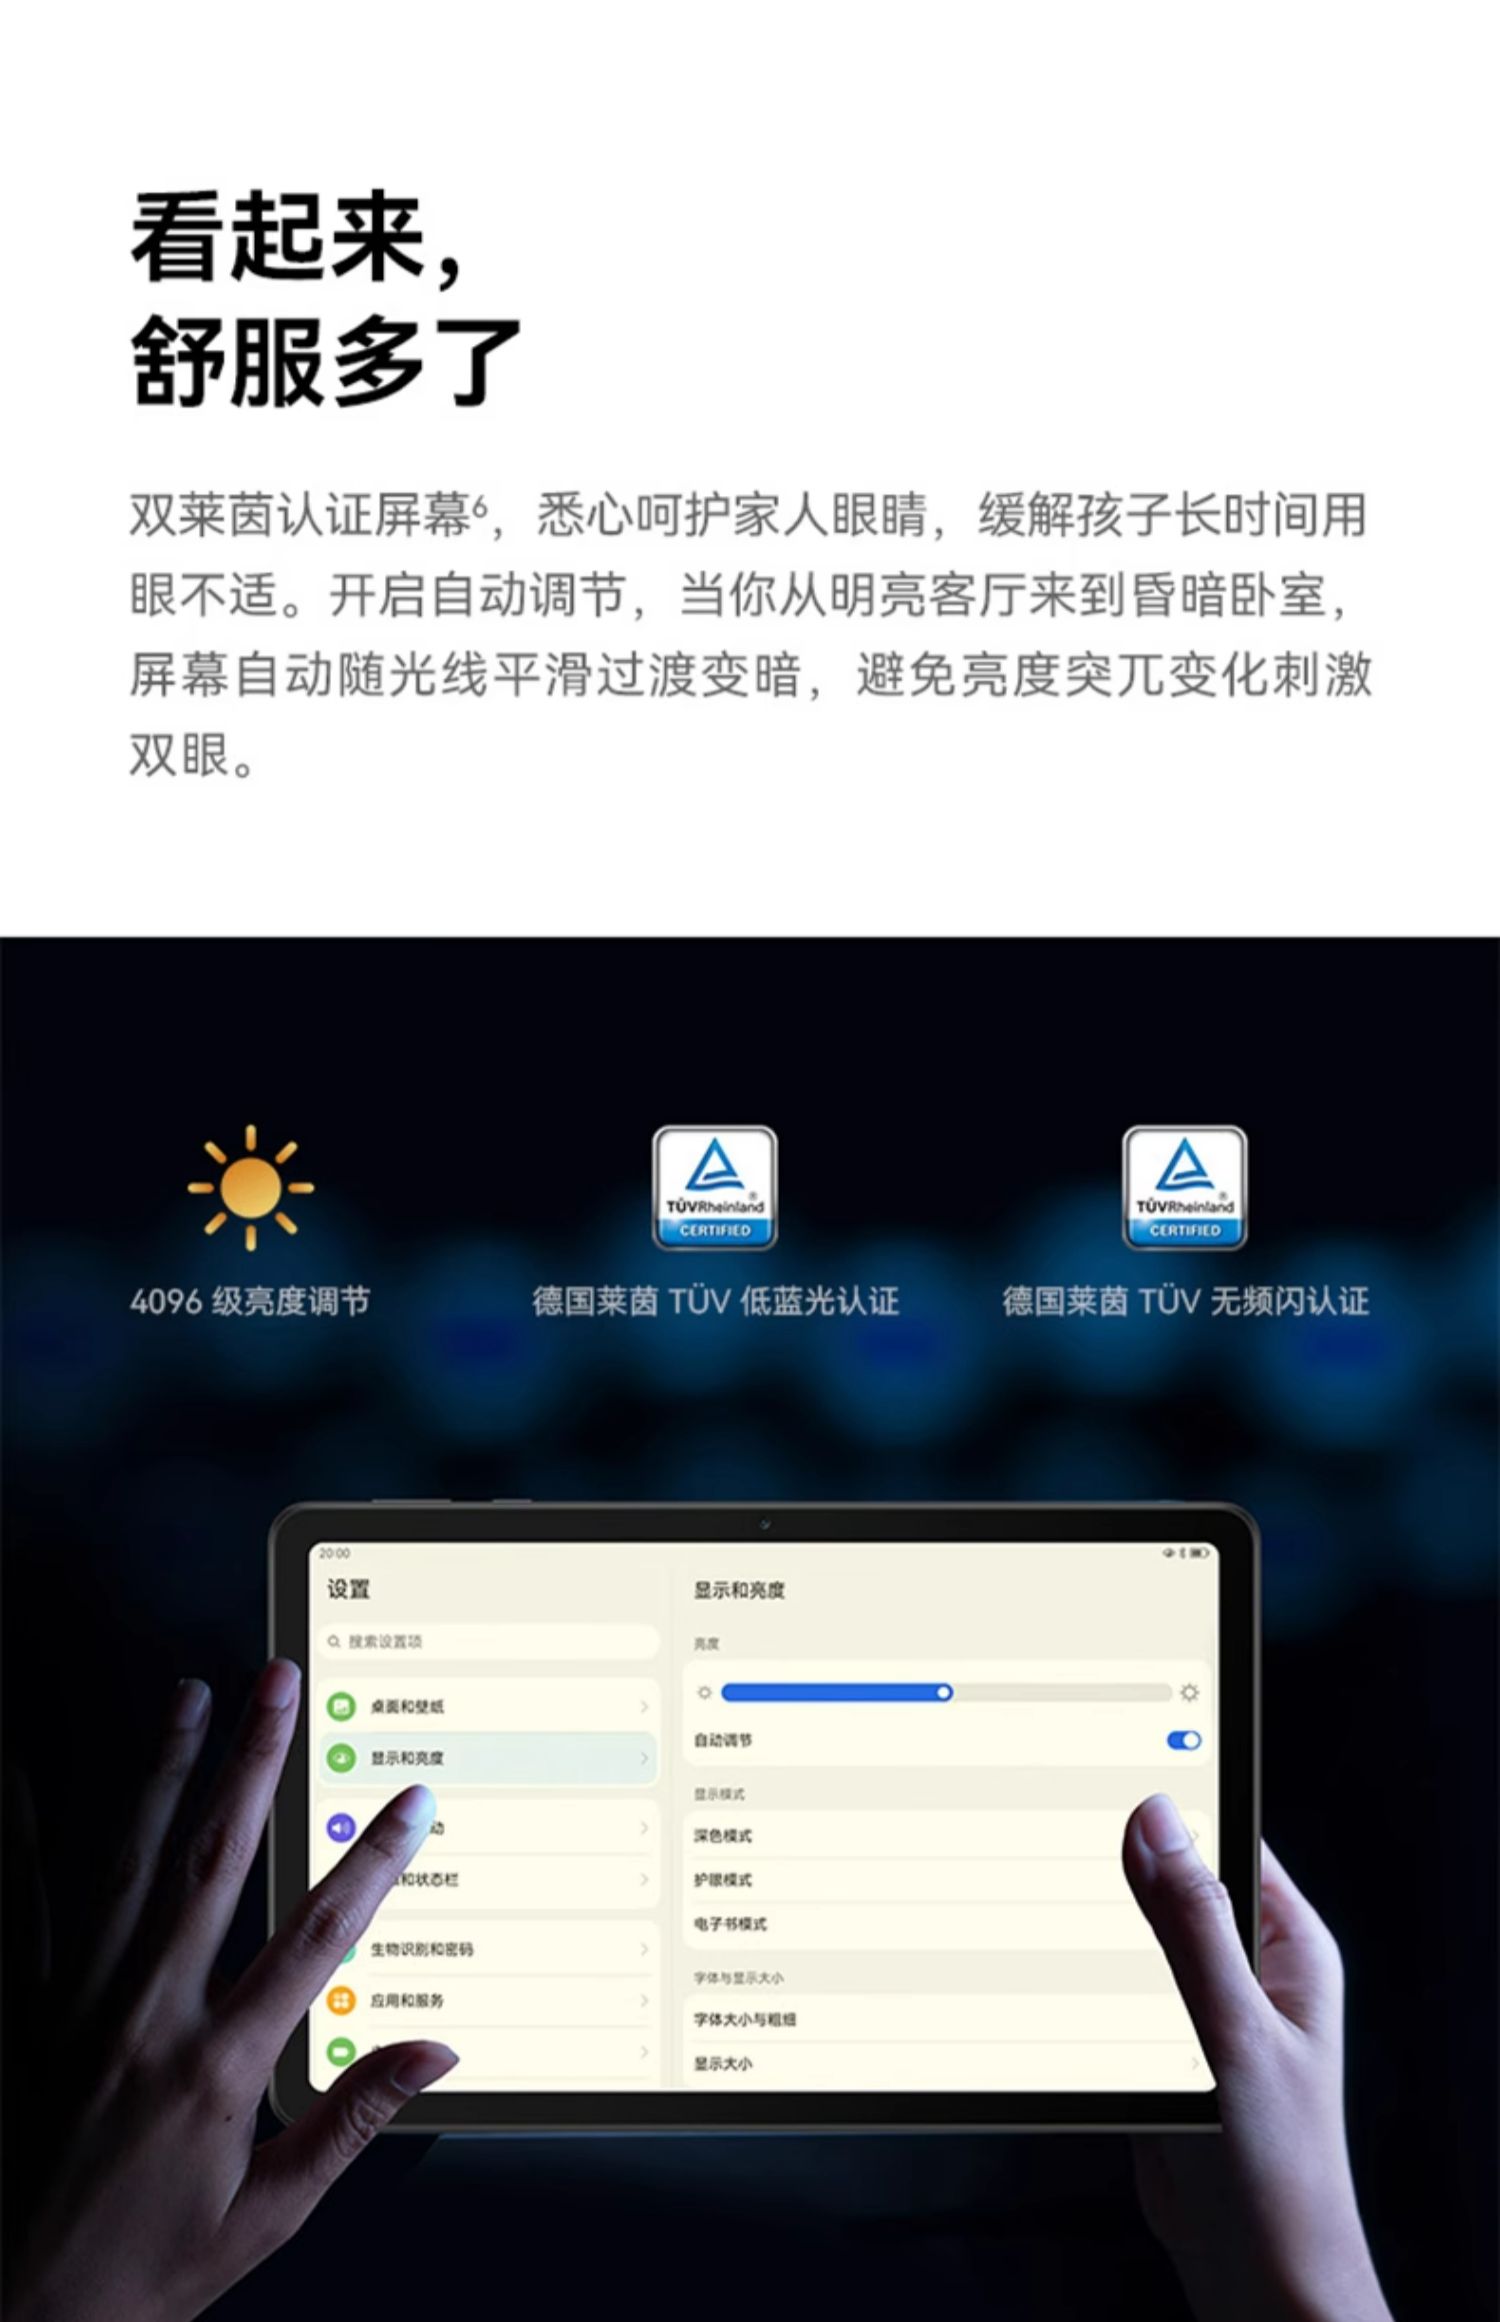 看起来，
舒服多了
双莱茵认证屏幕6，悉心呵护家人眼睛，缓解孩子长时间用
眼不适。开启自动调节，当你从明亮客厅来到昏暗卧室，
屏幕自动随光线平滑过渡变暗，避免亮度突兀变化刺激
双眼。
TÜVRheinland®
CERTIFIED
TÜVRheinland®
CERTIFIED
4096 级亮度调节
德国莱茵 TÜV 低蓝光认证
德国莱茵 TÜV 无频闪认证
20:00
设置
搜索设置项
桌面和壁纸
显示和亮度
动
和状态栏
生物识别和密码
应用和服务
显示和亮度
亮度
自动调节
显示模式
深色模式
护眼模式
电子书模式
字体与显示大小
字体大小与粗细
显示大小